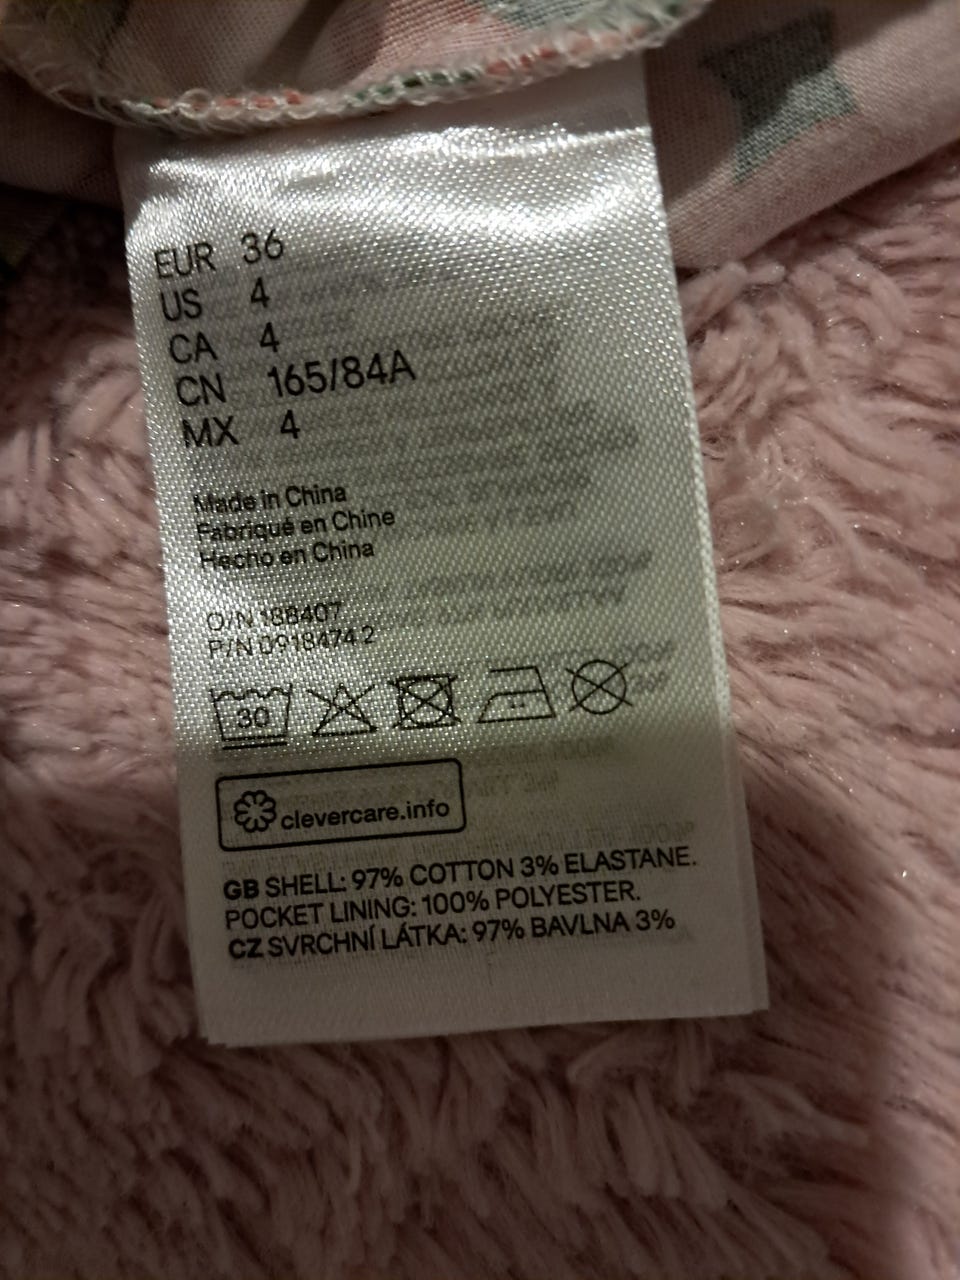 EUR 36
US 4
CA 4
CN 165/84A
MX 4
Made in China
Fabriqué en Chine
Hecho en China
O/N 188407
P/N 0918474 2
30
clevercare.info
GB SHELL: 97% COTTON 3% ELASTANE.
POCKET LINING: 100% POLYESTER.
CZ SVRCHNÍ LÁTKA: 97% BAVLNA 3%